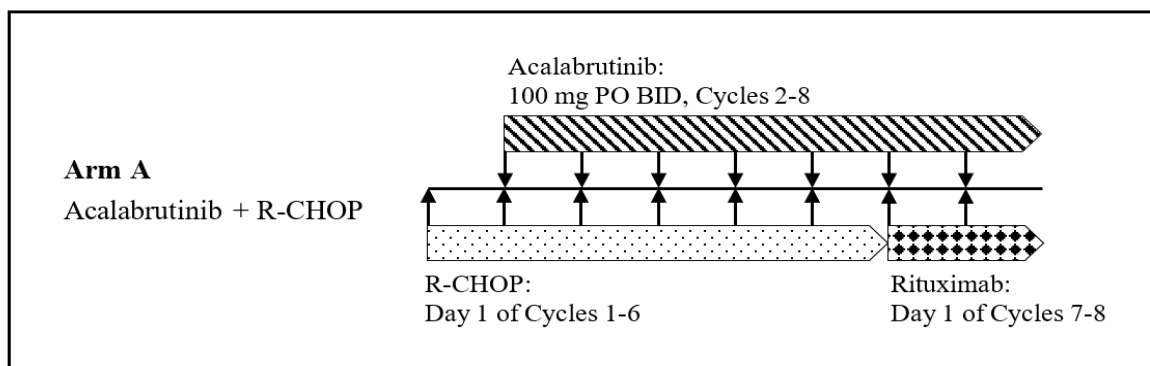 Acalabrutinib:
100 mg PO BID, Cycles 2-8
Arm A
Acalabrutinib + R-CHOP
R-CHOP:
Day 1 of Cycles 1-6
Rituximab:
Day 1 of Cycles 7-8